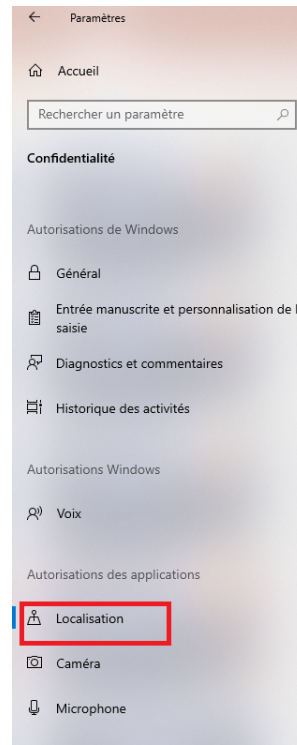 Paramètres
Accueil
Rechercher un paramètre
Confidentialité
Autorisations de Windows
Général
Entrée manuscrite et personnalisation de l
saisie
Diagnostics et commentaires
Historique des activités
Autorisations Windows
Voix
Autorisations des applications
Localisation
Caméra
Microphone